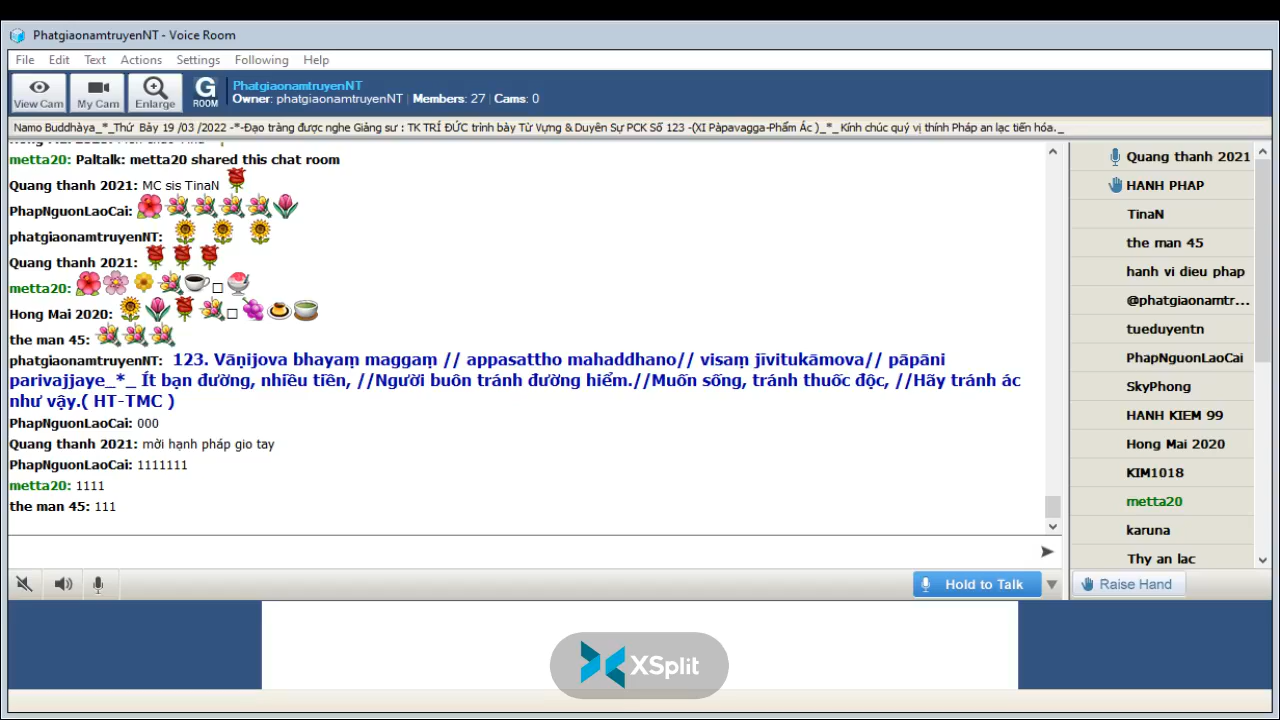 PhatgiaonamtruyenNT - Voice Room
File Edit Text Actions Settings Following Help
View Cam My Cam Enlarge G ROOM
PhatgiaonamtruyenNT
Owner: phatgiaonamtruyenNT | Members: 27 | Cams: 0
Namo Buddhàya_*_Thứ Bảy 19 /03 /2022 -*-Đạo tràng được nghe Giảng sư : TK TRÍ ĐỨC trình bày Từ Vựng & Duyên Sự PCK Số 123 -(XI Pàpavagga-Phẩm Ác )_*_ Kính chúc quý vị thính Pháp an lạc tiến hóa._
metta20: Paltalk: metta20 shared this chat room
Quang thanh 2021: MC sis TinaN
PhapNguonLaoCai:
phatgiaonamtruyenNT:
Quang thanh 2021:
metta20:
Hong Mai 2020:
the man 45:
phatgiaonamtruyenNT: 123. Vāṇijova bhayaṃ maggaṃ // appasattho mahaddhano// visaṃ jīvitukāmova// pāpāni
parivajjaye_*_ Ít bạn đường, nhiều tiền, //Người buôn tránh đường hiểm.//Muốn sống, tránh thuốc độc, //Hãy tránh ác
như vậy.( HT-TMC )
PhapNguonLaoCai: 000
Quang thanh 2021: mời hạnh pháp gio tay
PhapNguonLaoCai: 1111111
metta20: 1111
the man 45: 111
Hold to Talk
Quang thanh 2021
HANH PHAP
TinaN
the man 45
hanh vi dieu phap
@phatgiaonamtr...
tueduyentn
PhapNguonLaoCai
SkyPhong
HANH KIEM 99
Hong Mai 2020
KIM1018
metta20
karuna
Thy an lac
Raise Hand
XSplit